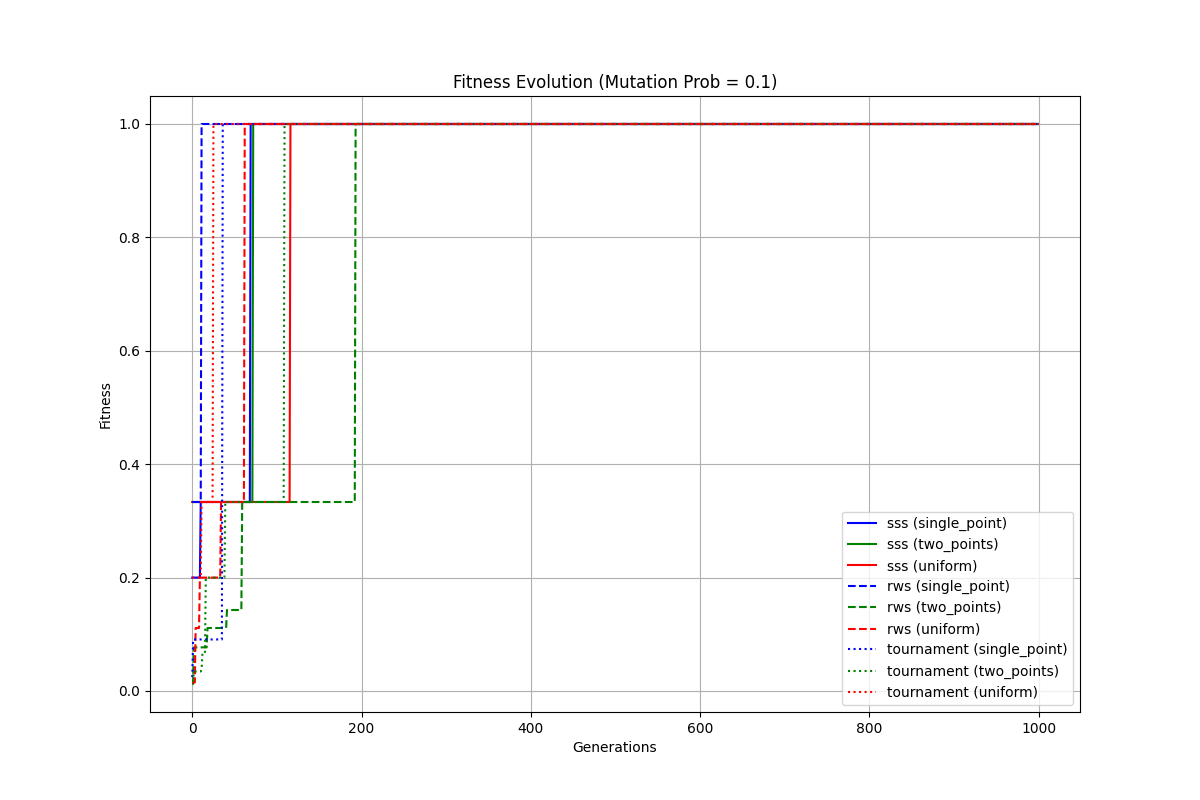 Fitness Evolution (Mutation Prob = 0.1)
1.0
0.8
0.6
0.4
0.2
0.0
Fitness
0
200
400
600
800
1000
Generations
sss (single_point)
sss (two_points)
sss (uniform)
rws (single_point)
rws (two_points)
rws (uniform)
tournament (single_point)
tournament (two_points)
tournament (uniform)